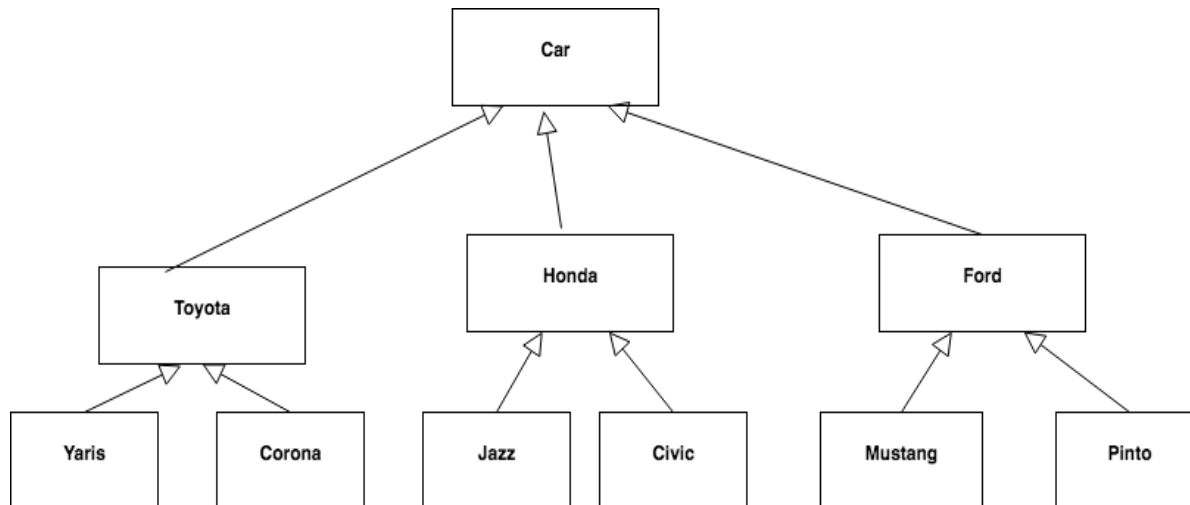 Car
Honda
Ford
Toyota
Yaris
Corona
Jazz
Civic
Mustang
Pinto